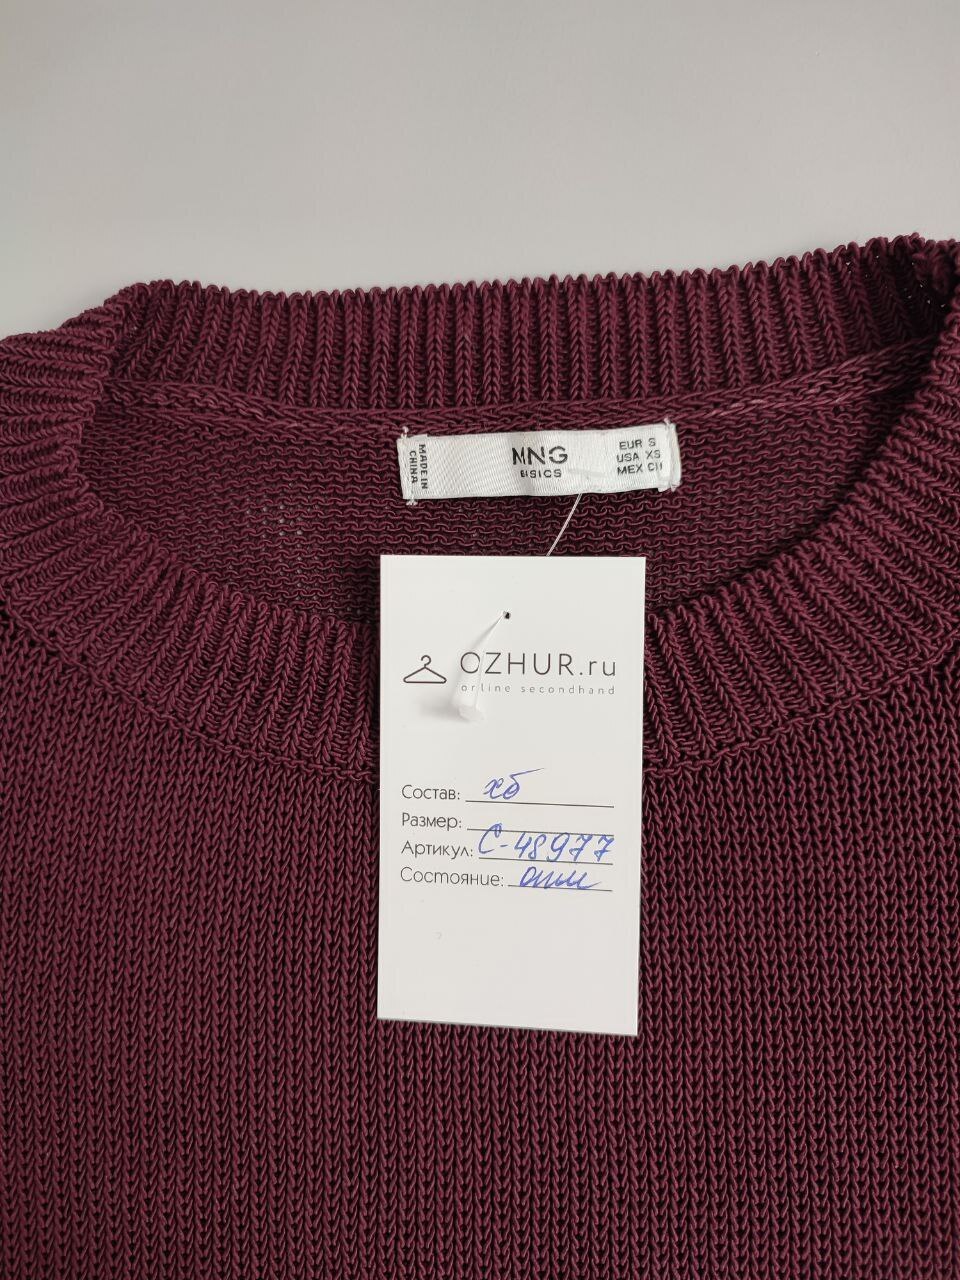 MADE IN
CHINA
MNG
BASICS
EUR S
USA XS
MEX CH
OZHUR.ru
online secondhand
Состав: хб
Размер:
Артикул: С-48977
Состояние: отл